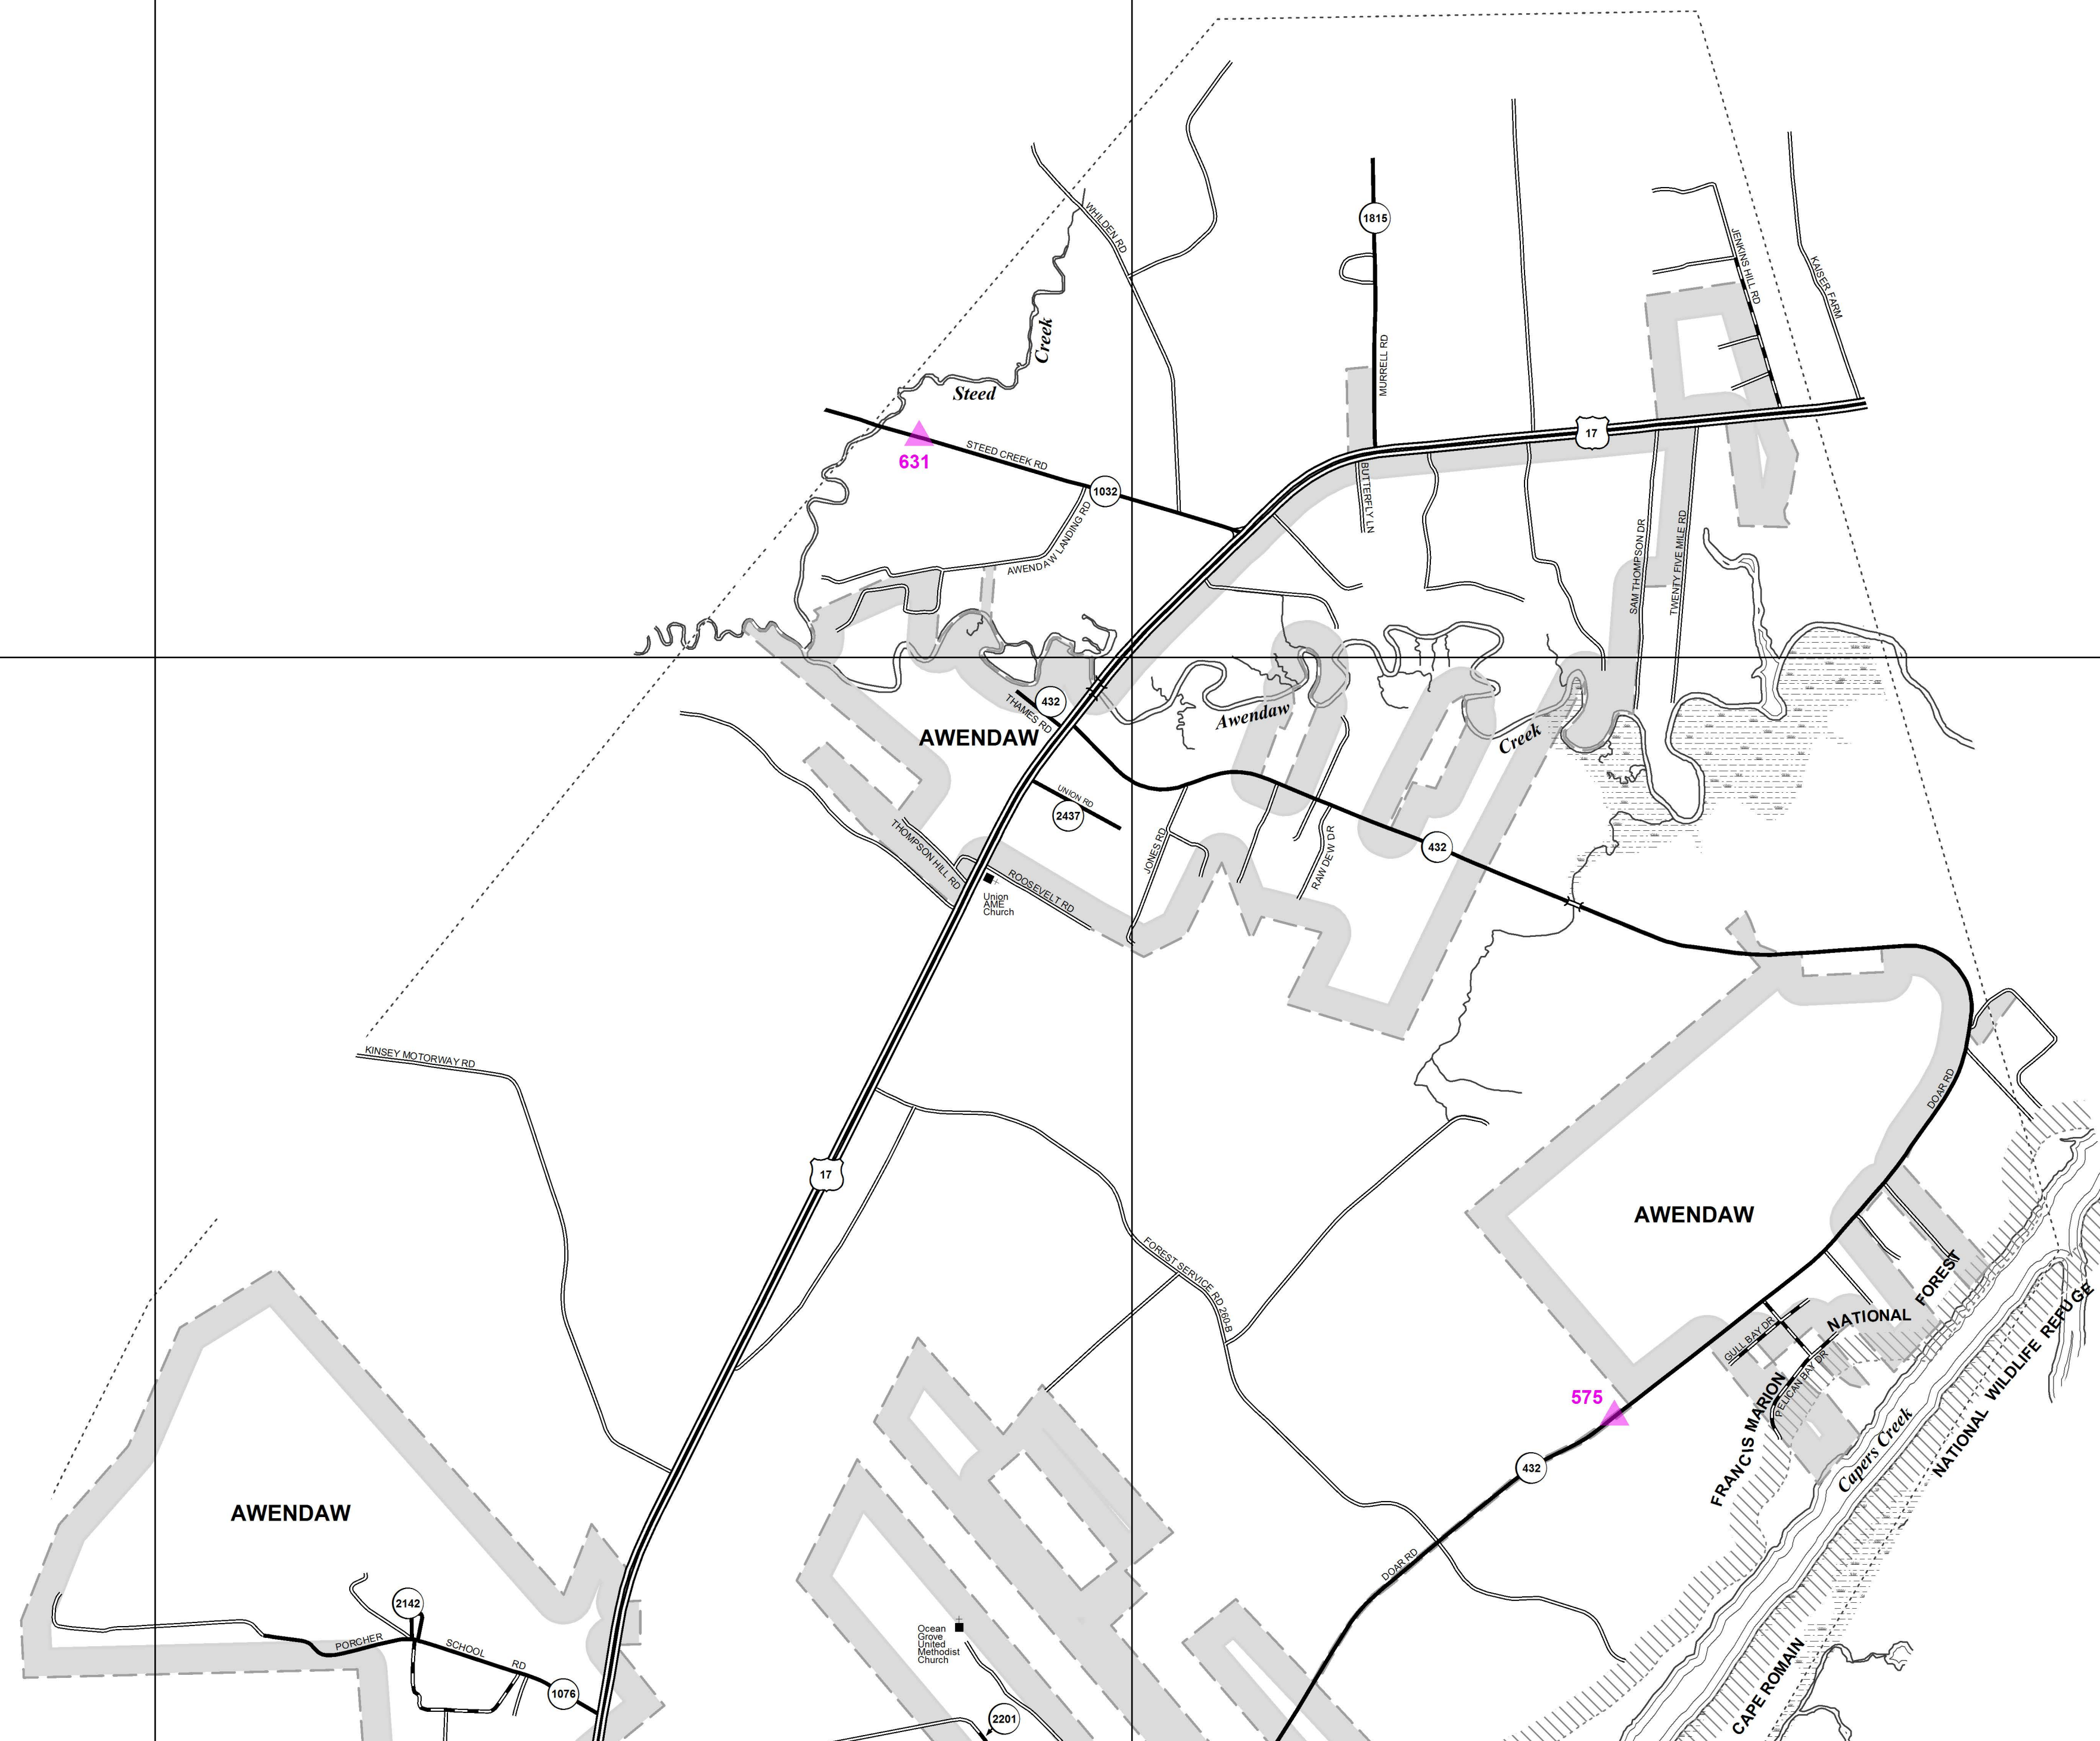 WHILDEN RD
1815
JENKINS HILL RD
KAISER FARM
Creek
Steed
MURRELL RD
17
631
STEED CREEK RD
1032
BUTTERFLY LN
AWENDAW LANDING RD
SAM THOMPSON DR
TWENTY FIVE MILE RD
432
THAMES RD
AWENDAW
Awendaw
Creek
UNION RD
2437
THOMPSON HILL RD
JONES RD
RAW DEW DR
432
ROOSEVELT RD
Union
AME
Church
KINSEY MOTORWAY RD
DOAR RD
17
AWENDAW
FOREST SERVICE RD 260-B
FRANCIS MARION
NATIONAL
FOREST
GULL BAY DR
PELICAN BAY DR
575
432
Capers Creek
CAPE ROMAIN
NATIONAL WILDLIFE REFUGE
AWENDAW
DOAR RD
2142
PORCHER SCHOOL RD
1076
Ocean
Grove
United
Methodist
Church
2201